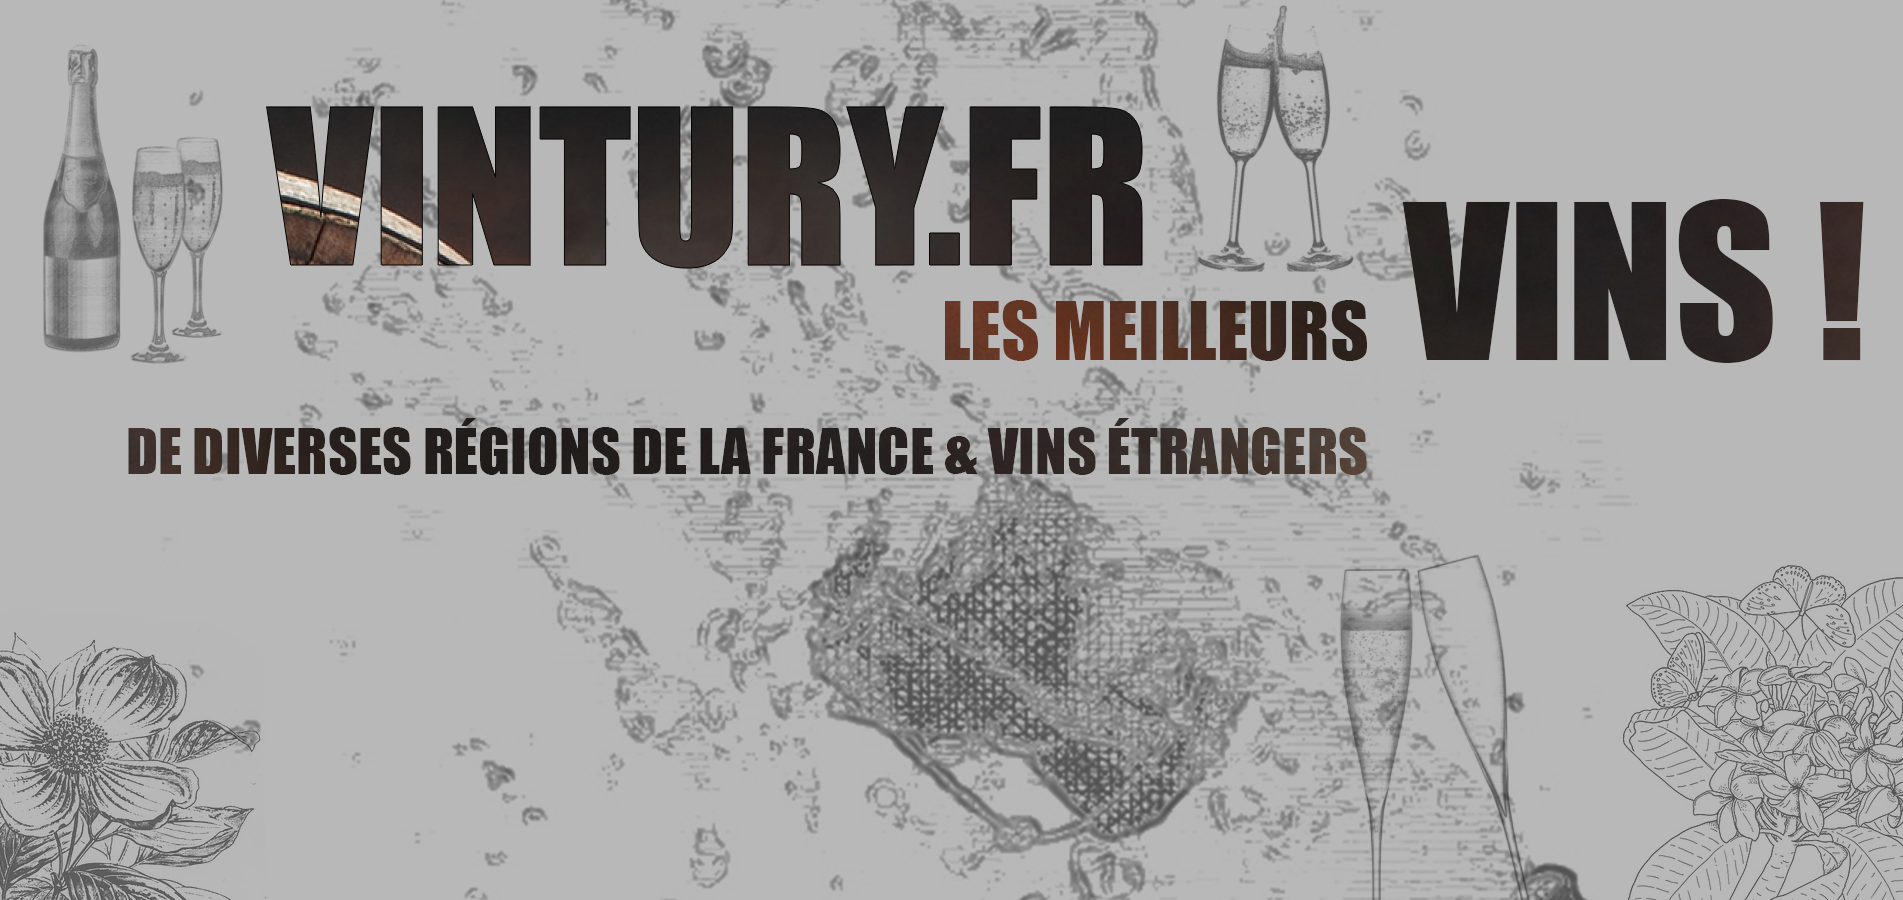 VINTURY.FR
LES MEILLEURS VINS !
DE DIVERSES RÉGIONS DE LA FRANCE & VINS ÉTRANGERS